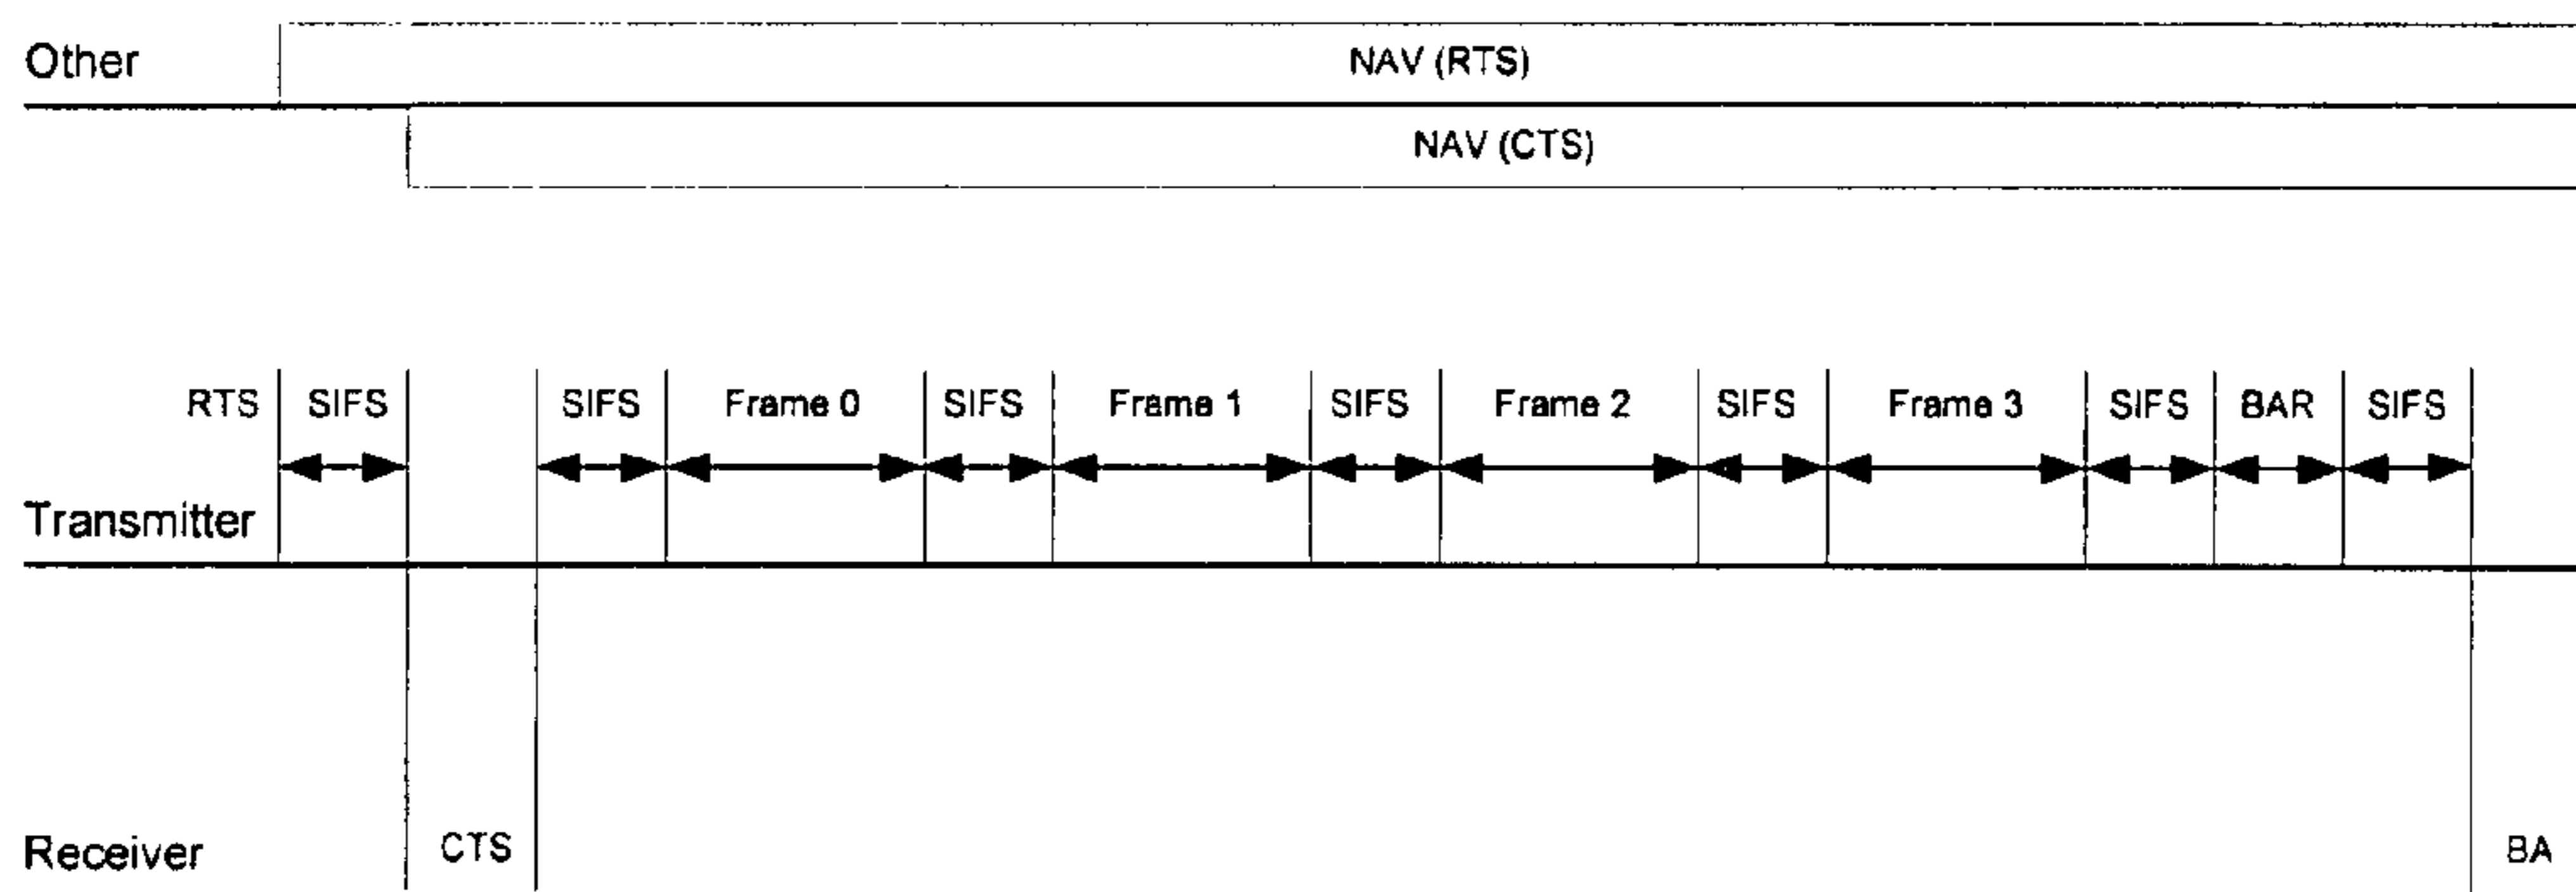 Other
NAV (RTS)
NAV (CTS)
RTS SIFS SIFS Frame 0 SIFS Frame 1 SIFS Frame 2 SIFS Frame 3 SIFS BAR SIFS
Transmitter
Receiver CTS BA